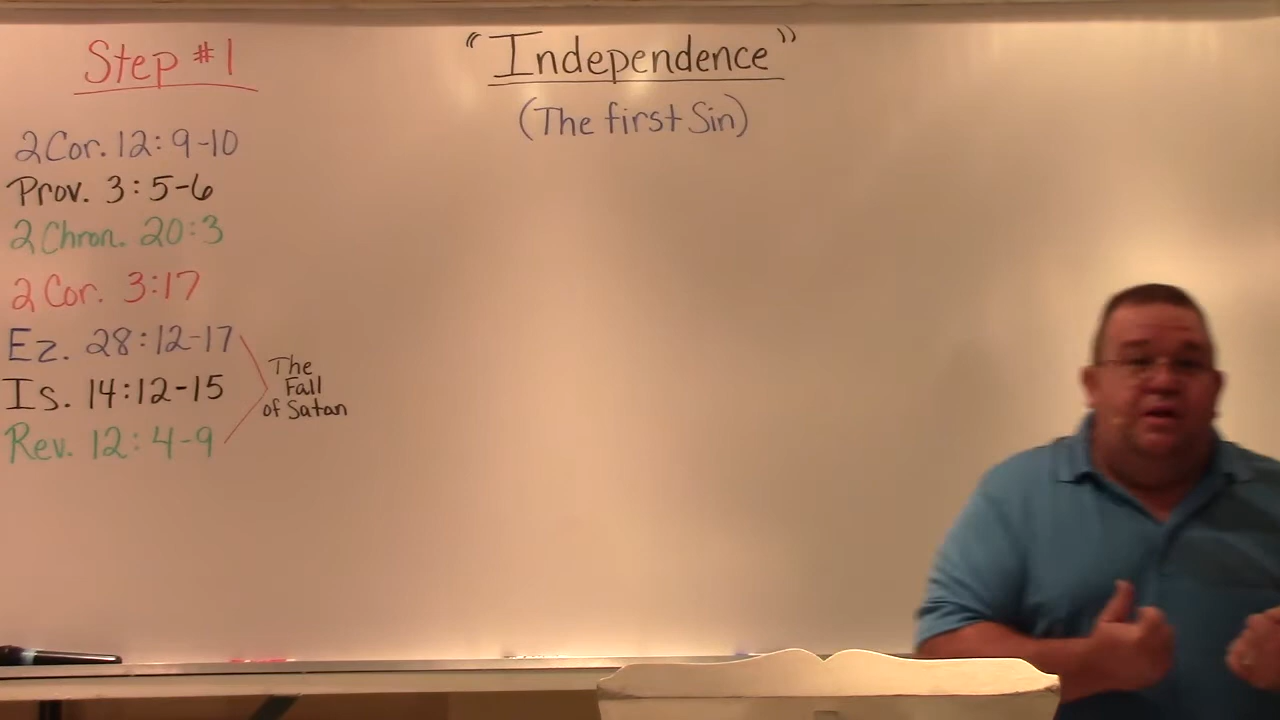 Step #1
"Independence"
(The first Sin)
2 Cor. 12:9-10
Prov. 3:5-6
2 Chron. 20:3
2 Cor. 3:17
Ez. 28:12-17
Is. 14:12-15
Rev. 12:4-9
The
Fall
of Satan